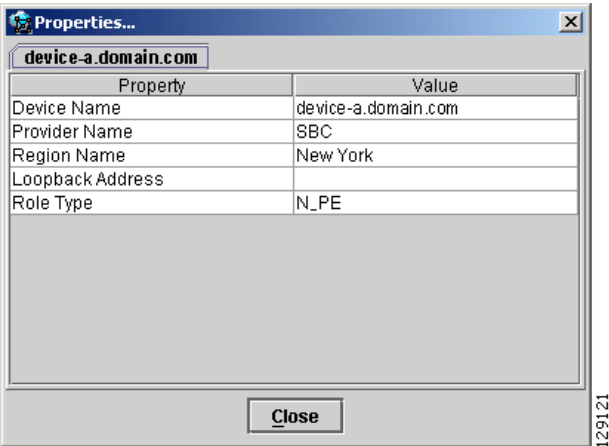 Properties...
device-a.domain.com
Property Value
Device Name device-a.domain.com
Provider Name SBC
Region Name New York
Loopback Address
Role Type N_PE
Close
129121